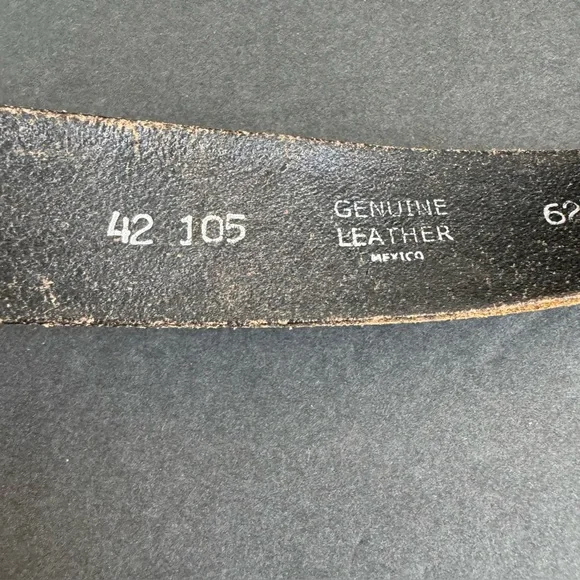 42 105
GENUINE
LEATHER
MEXICO